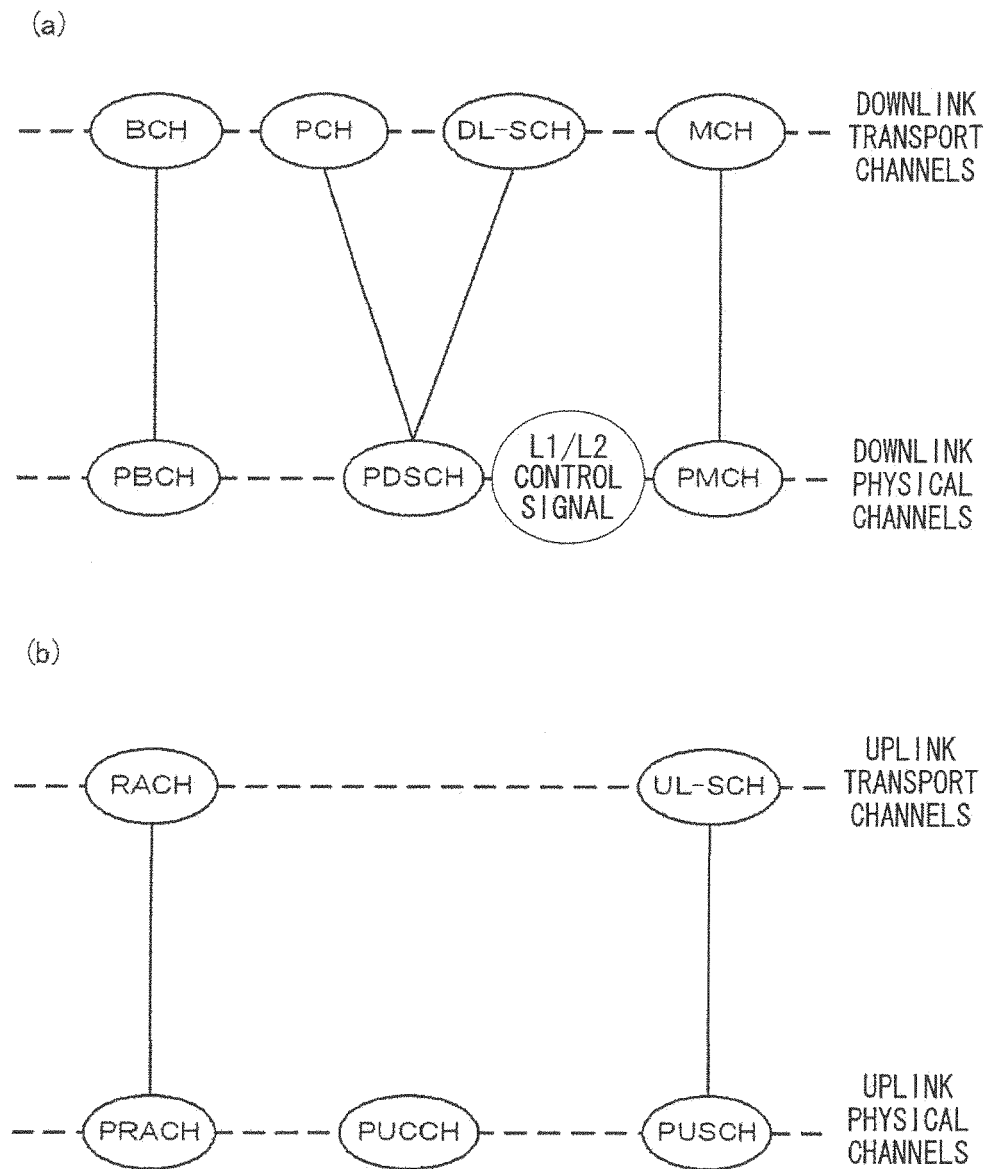 (a)
BCH
PCH
DL-SCH
MCH
DOWNLINK
TRANSPORT
CHANNELS
PBCH
PDSCH
L1/L2
CONTROL
SIGNAL
PMCH
DOWNLINK
PHYSICAL
CHANNELS
(b)
RACH
UL-SCH
UPLINK
TRANSPORT
CHANNELS
PRACH
PUCCH
PUSCH
UPLINK
PHYSICAL
CHANNELS